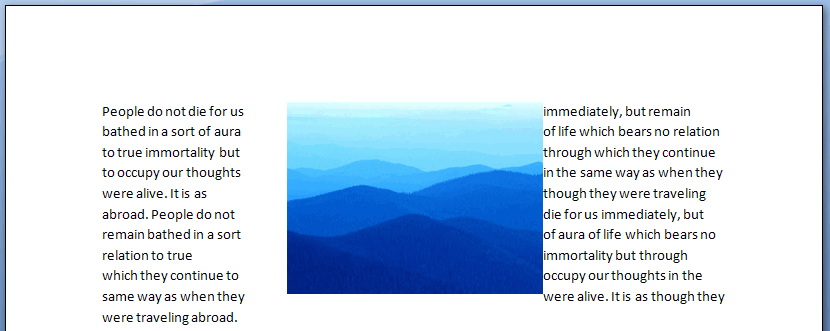 People do not die for us immediately, but remain
bathed in a sort of aura of life which bears no relation
to true immortality but through which they continue
to occupy our thoughts in the same way as when they
were alive. It is as though they were traveling
abroad. People do not die for us immediately, but
remain bathed in a sort of aura of life which bears no
relation to true immortality but through
which they continue to occupy our thoughts in the
same way as when they were alive. It is as though they
were traveling abroad.